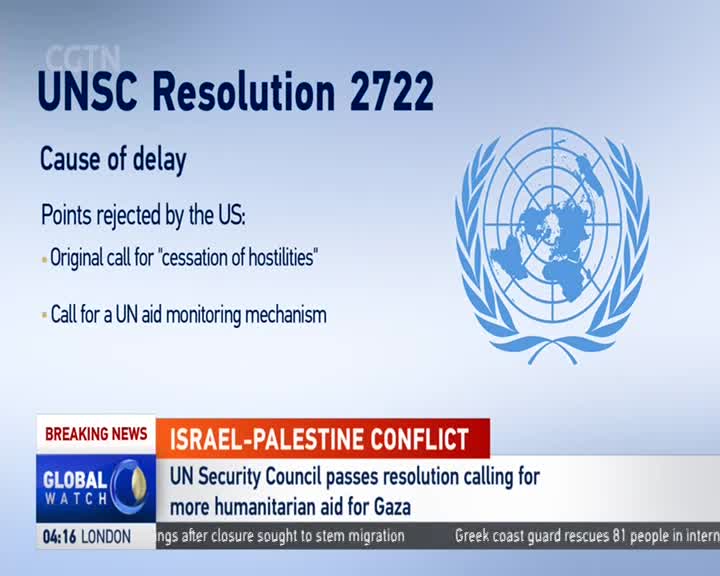 CGTN
UNSC Resolution 2722
Cause of delay
Points rejected by the US:
• Original call for "cessation of hostilities"
• Call for a UN aid monitoring mechanism
BREAKING NEWS
ISRAEL-PALESTINE CONFLICT
GLOBAL
WATCH
UN Security Council passes resolution calling for
more humanitarian aid for Gaza
04:16 LONDON
ngs after closure sought to stem migration
Greek coast guard rescues 81 people in intern